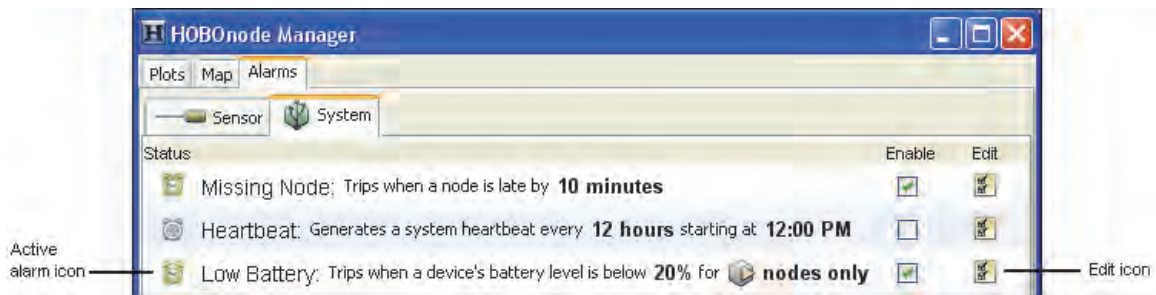 HOBOnode Manager
Plots Map Alarms
Sensor System
Status Enable Edit
Missing Node: Trips when a node is late by 10 minutes
Heartbeat: Generates a system heartbeat every 12 hours starting at 12:00 PM
Active
alarm icon
Low Battery: Trips when a device's battery level is below 20% for nodes only
Edit icon